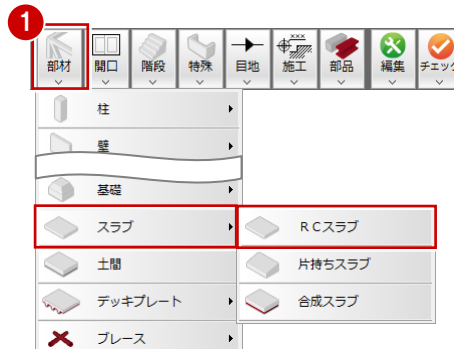 1
部材 開口 階段 特殊 目地 ××× 施工 部品 編集 チェック
柱
壁
基礎
スラブ ＲＣスラブ
土間 片持ちスラブ
デッキプレート 合成スラブ
ブレース